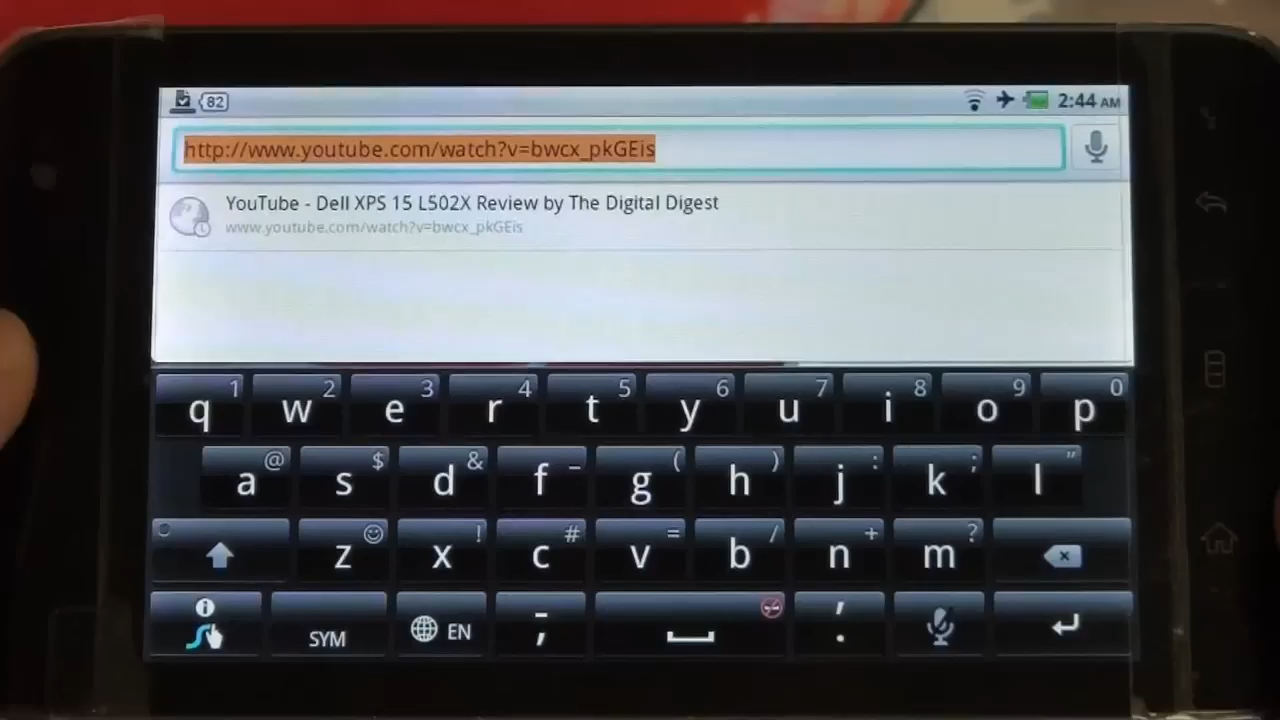 82 2:44 AM
http://www.youtube.com/watch?v=bwcx_pkGEis
YouTube - Dell XPS 15 L502X Review by The Digital Digest
www.youtube.com/watch?v=bwcx_pkGEis
q 1 w 2 e 3 r 4 t 5 y 6 u 7 i 8 o 9 p 0
a @ s $ d & f _ g ( h ) j : k ; l "
z x ! c # v = b / n + m ?
SYM EN - , ' .